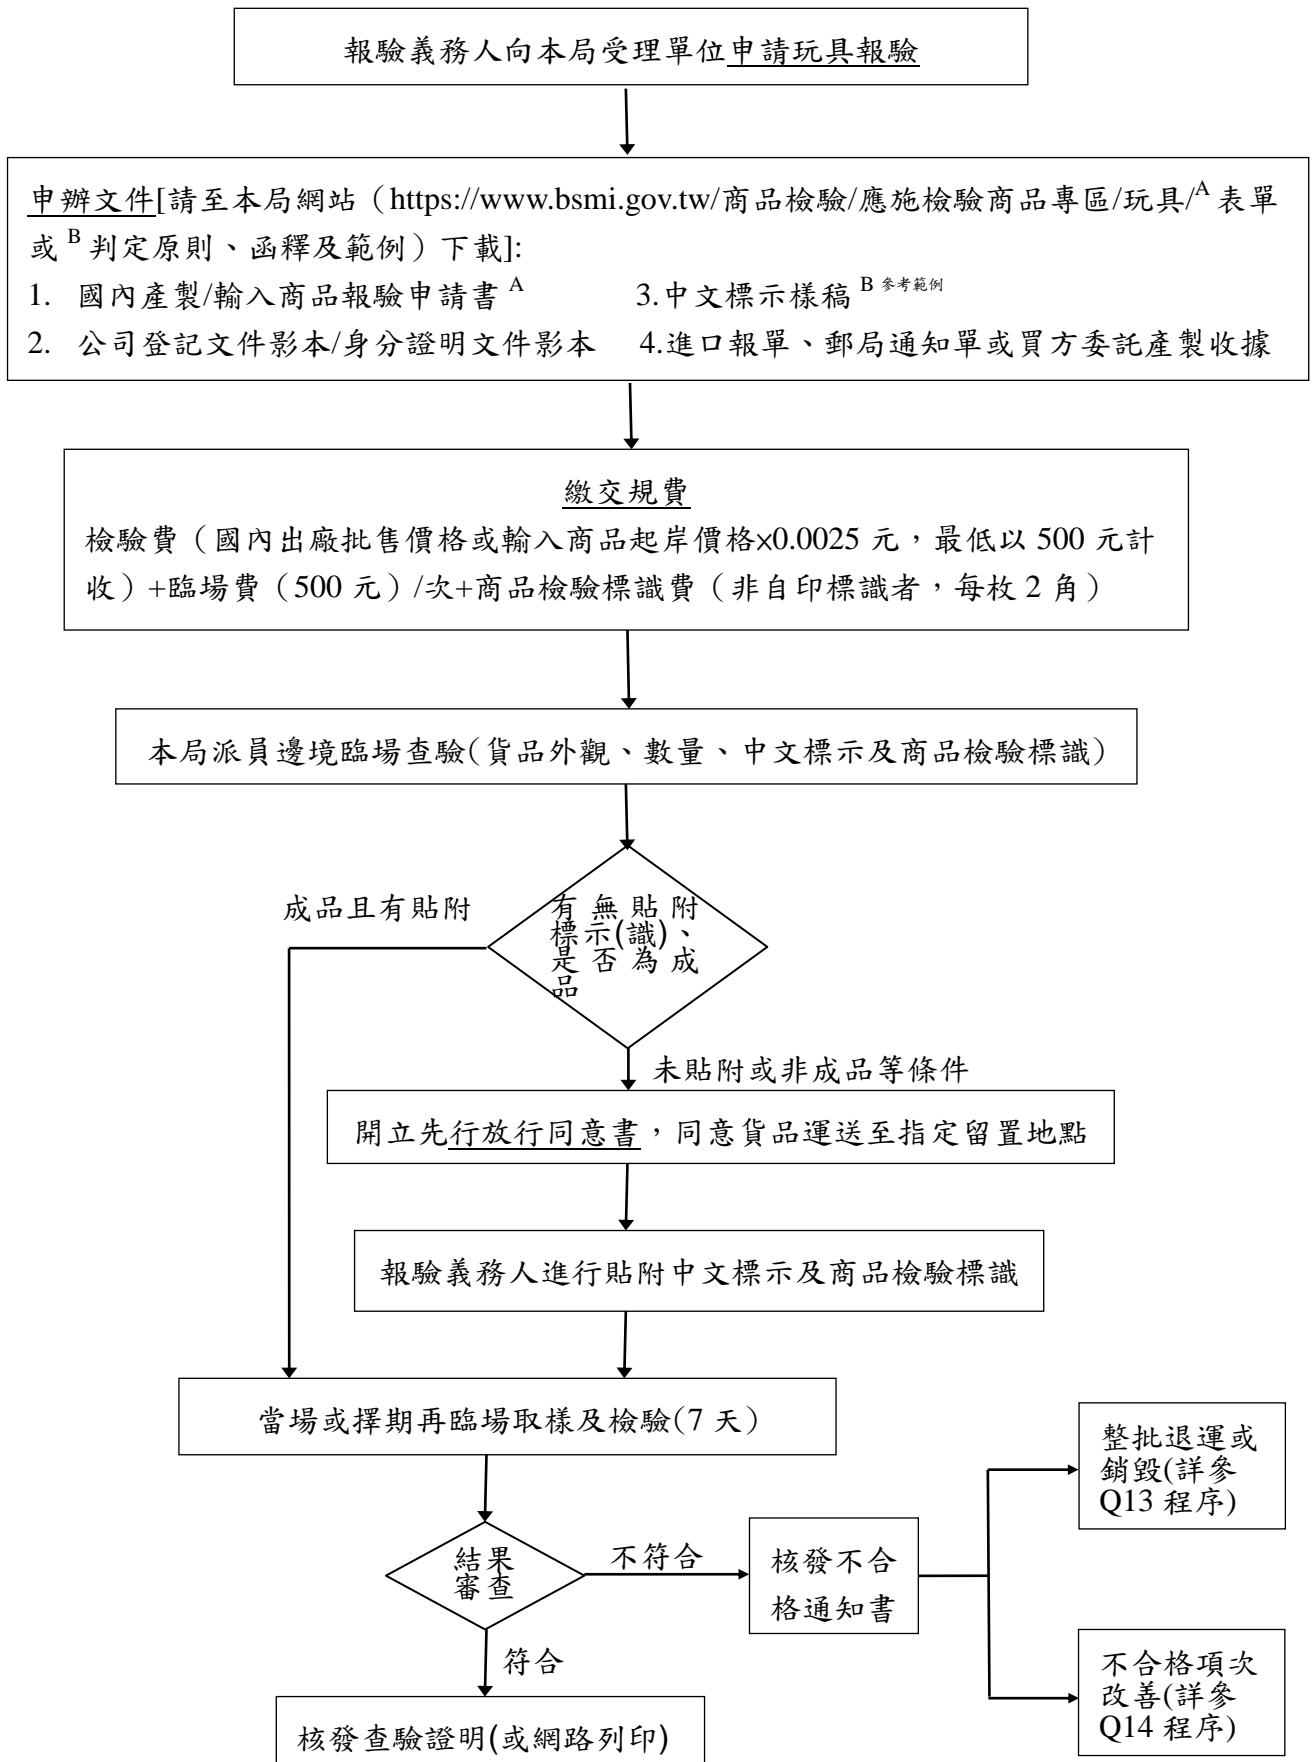 報驗義務人向本局受理單位申請玩具報驗
申辦文件[請至本局網站（https://www.bsmi.gov.tw/商品檢驗/應施檢驗商品專區/玩具/A 表單
或 B 判定原則、函釋及範例）下載]:
1. 國內產製/輸入商品報驗申請書 A 3.中文標示樣稿 B 參考範例
2. 公司登記文件影本/身分證明文件影本 4.進口報單、郵局通知單或買方委託產製收據
繳交規費
檢驗費（國內出廠批售價格或輸入商品起岸價格×0.0025 元，最低以 500 元計
收）+臨場費（500 元）/次+商品檢驗標識費（非自印標識者，每枚 2 角）
本局派員邊境臨場查驗(貨品外觀、數量、中文標示及商品檢驗標識)
成品且有貼附
有無貼附
標示(識)、
是否為成
品
未貼附或非成品等條件
開立先行放行同意書，同意貨品運送至指定留置地點
報驗義務人進行貼附中文標示及商品檢驗標識
當場或擇期再臨場取樣及檢驗(7 天)
整批退運或
銷毀(詳參
Q13 程序)
結果
審查
不符合
核發不合
格通知書
符合
不合格項次
改善(詳參
Q14 程序)
核發查驗證明(或網路列印)